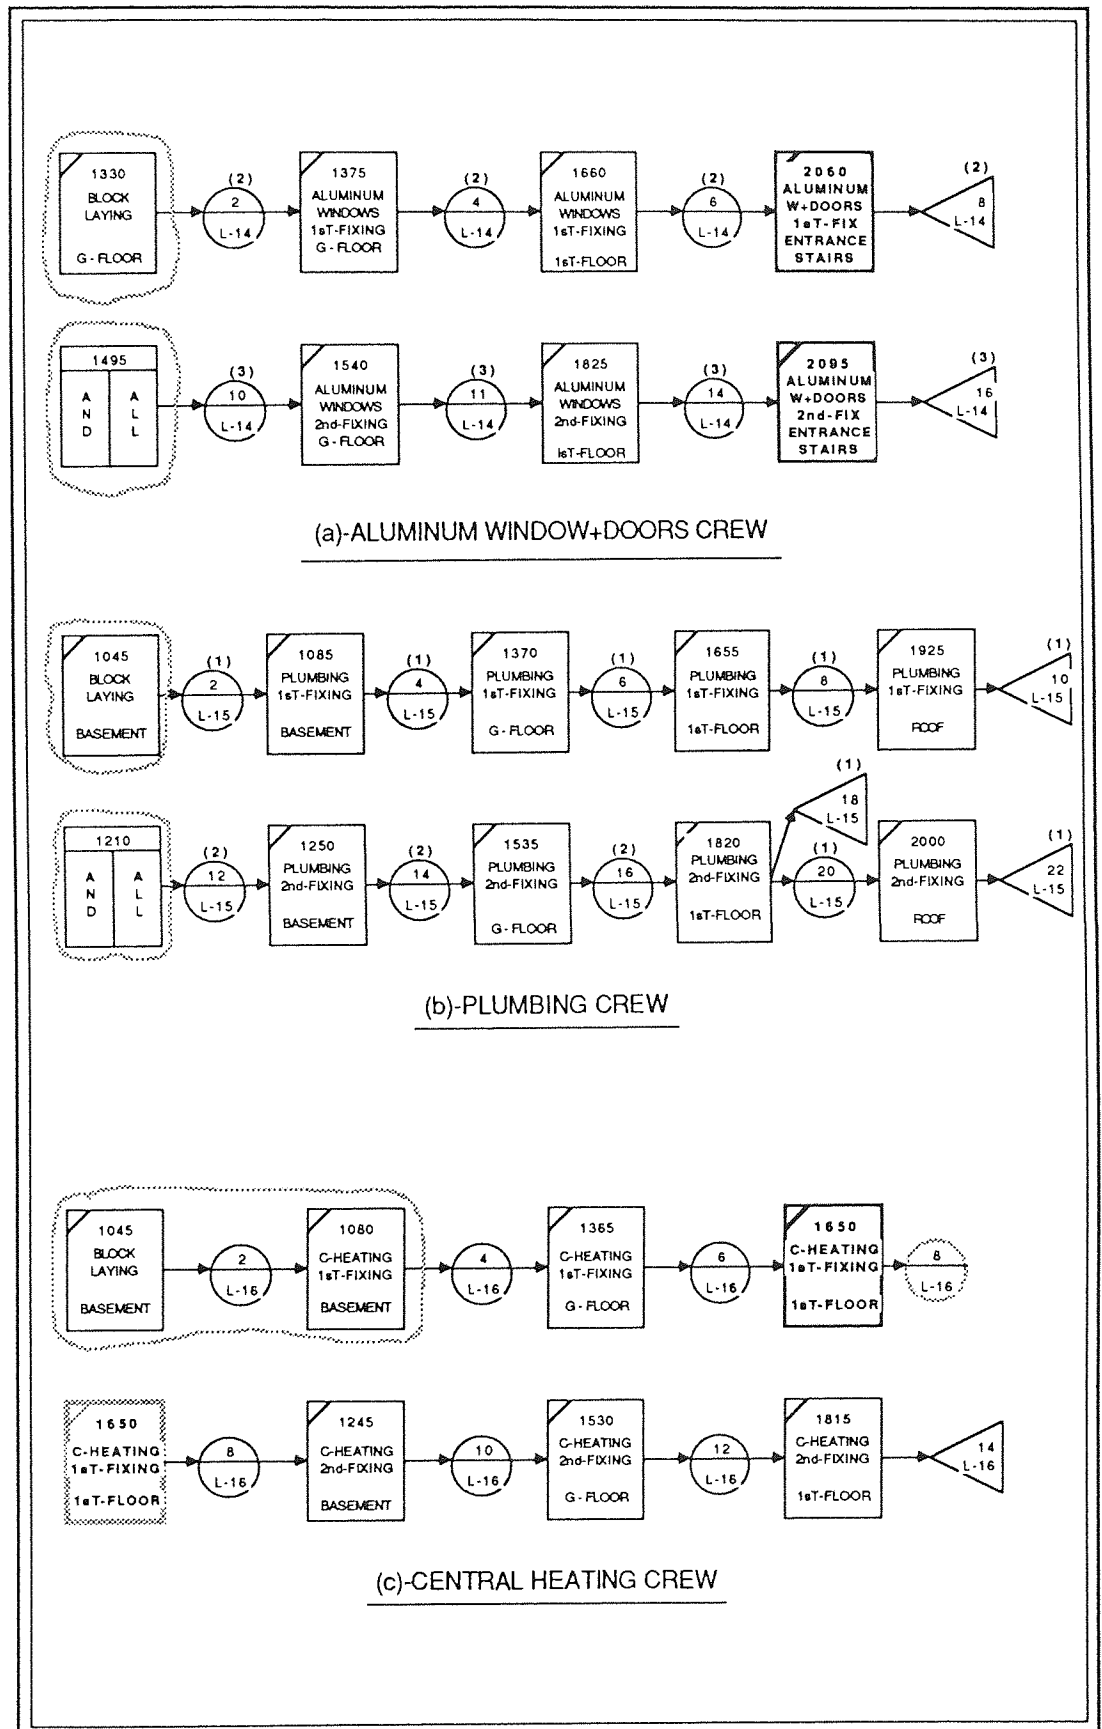 1330
BLOCK
LAYING
G-FLOOR
(2)
2
L-14
1375
ALUMINUM
WINDOWS
1sT-FIXING
G-FLOOR
(2)
4
L-14
1660
ALUMINUM
WINDOWS
1sT-FIXING
1sT-FLOOR
(2)
6
L-14
2060
ALUMINUM
W+DOORS
1sT-FIX
ENTRANCE
STAIRS
(2)
8
L-14
1495
AND
ALL
(3)
10
L-14
1540
ALUMINUM
WINDOWS
2nd-FIXING
G-FLOOR
(3)
11
L-14
1825
ALUMINUM
WINDOWS
2nd-FIXING
IsT-FLOOR
(3)
14
L-14
2095
ALUMINUM
W+DOORS
2nd-FIX
ENTRANCE
STAIRS
(3)
16
L-14
(a)-ALUMINUM WINDOW+DOORS CREW
1045
BLOCK
LAYING
BASEMENT
(1)
2
L-15
1085
PLUMBING
1sT-FIXING
BASEMENT
(1)
4
L-15
1370
PLUMBING
1sT-FIXING
G-FLOOR
(1)
6
L-15
1655
PLUMBING
1sT-FIXING
1sT-FLOOR
(1)
8
L-15
1925
PLUMBING
1sT-FIXING
ROOF
(1)
10
L-15
1210
AND
ALL
(2)
12
L-15
1250
PLUMBING
2nd-FIXING
BASEMENT
(2)
14
L-15
1535
PLUMBING
2nd-FIXING
G-FLOOR
(2)
16
L-15
1820
PLUMBING
2nd-FIXING
1sT-FLOOR
(1)
18
L-15
(1)
20
L-15
2000
PLUMBING
2nd-FIXING
ROOF
(1)
22
L-15
(b)-PLUMBING CREW
1045
BLOCK
LAYING
BASEMENT
2
L-16
1080
C-HEATING
1sT-FIXING
BASEMENT
4
L-16
1365
C-HEATING
1sT-FIXING
G-FLOOR
6
L-16
1650
C-HEATING
1sT-FIXING
1sT-FLOOR
8
L-16
1650
C-HEATING
1sT-FIXING
1sT-FLOOR
8
L-16
1245
C-HEATING
2nd-FIXING
BASEMENT
10
L-16
1530
C-HEATING
2nd-FIXING
G-FLOOR
12
L-16
1815
C-HEATING
2nd-FIXING
1sT-FLOOR
14
L-16
(c)-CENTRAL HEATING CREW